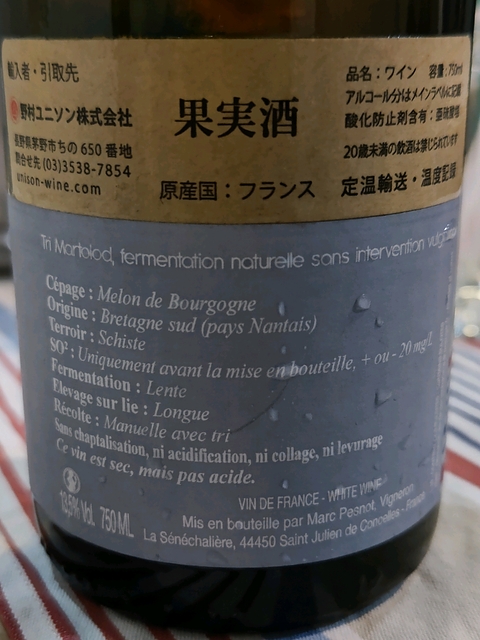 輸入者・引取先
野村ユニソン株式会社
長野県茅野市ちの 650 番地
問合せ先 (03)3538-7854
unison-wine.com
果実酒
原産国：フランス
品名：ワイン 容量：750ml
アルコール分はメインラベルに記載
酸化防止剤含有：亜硫酸塩
20歳未満の飲酒は禁じられています
定温輸送・温度記録
Tri Martolod, fermentation naturelle sans intervention
Cépage : Melon de Bourgogne
Origine : Bretagne sud (pays Nantais)
Terroir : Schiste
SO² : Uniquement avant la mise en bouteille, + ou - 20 mg/L
Fermentation : Lente
Elevage sur lie : Longue
Récolte : Manuelle avec tri
Sans chaptalisation, ni acidification, ni collage, ni levurage
Ce vin est sec, mais pas acide.
13,5% Vol. 750 ML
VIN DE FRANCE - WHITE WINE
Mis en bouteille par Marc Pesnot, Vigneron
La Sénéchalière, 44450 Saint Julien de Concelles - France